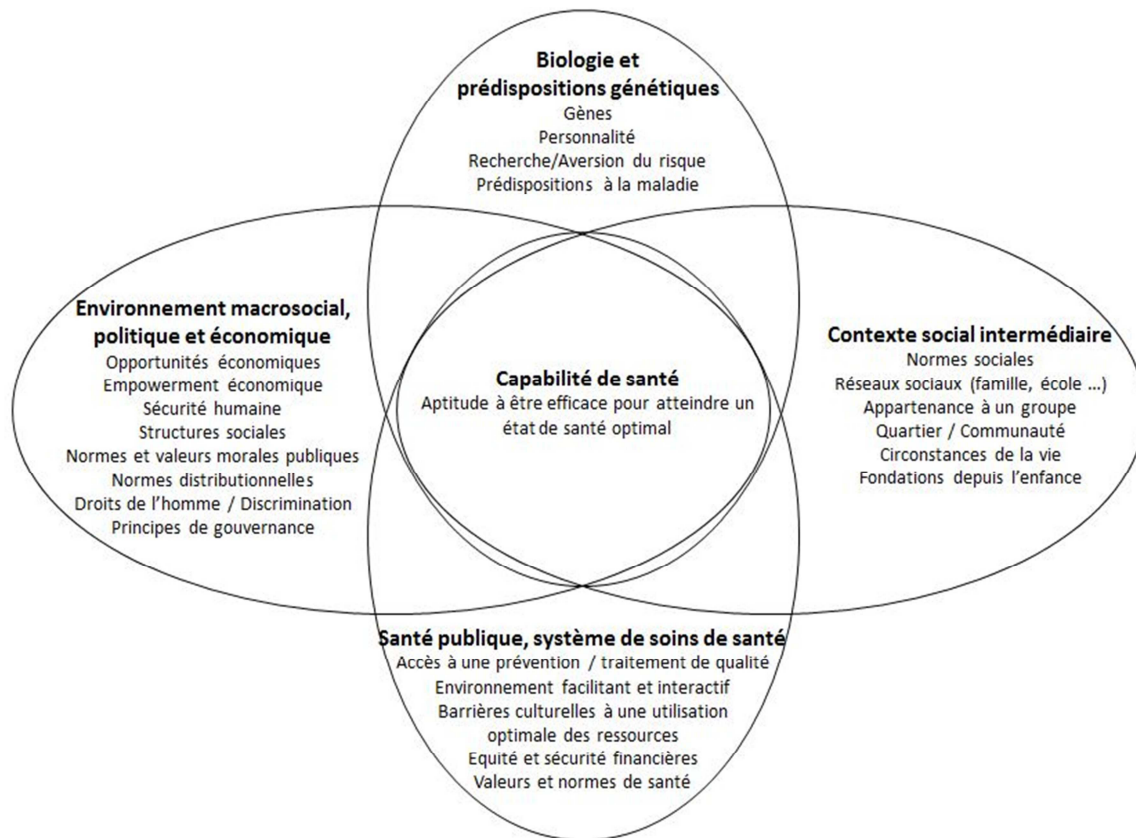 Biologie et
prédispositions génétiques
Gènes
Personnalité
Recherche/Aversion du risque
Prédispositions à la maladie
Environnement macrosocial,
politique et économique
Opportunités économiques
Empowerment économique
Sécurité humaine
Structures sociales
Normes et valeurs morales publiques
Normes distributionnelles
Droits de l'homme / Discrimination
Principes de gouvernance
Capabilité de santé
Aptitude à être efficace pour atteindre un
état de santé optimal
Contexte social intermédiaire
Normes sociales
Réseaux sociaux (famille, école ...)
Appartenance à un groupe
Quartier / Communauté
Circonstances de la vie
Fondations depuis l'enfance
Santé publique, système de soins de santé
Accès à une prévention / traitement de qualité
Environnement facilitant et interactif
Barrières culturelles à une utilisation
optimale des ressources
Equité et sécurité financières
Valeurs et normes de santé